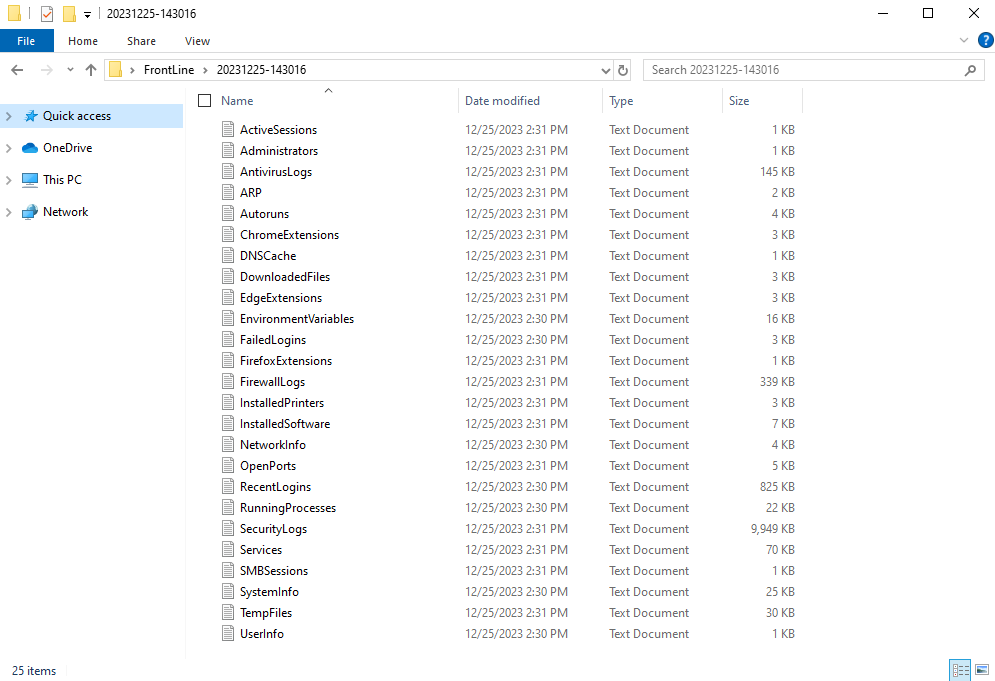 20231225-143016
File Home Share View
FrontLine 20231225-143016 Search 20231225-143016
Name Date modified Type Size
Quick access
OneDrive
This PC
Network
ActiveSessions 12/25/2023 2:31 PM Text Document 1 KB
Administrators 12/25/2023 2:31 PM Text Document 1 KB
AntivirusLogs 12/25/2023 2:31 PM Text Document 145 KB
ARP 12/25/2023 2:31 PM Text Document 2 KB
Autoruns 12/25/2023 2:31 PM Text Document 4 KB
ChromeExtensions 12/25/2023 2:31 PM Text Document 3 KB
DNSCache 12/25/2023 2:31 PM Text Document 1 KB
DownloadedFiles 12/25/2023 2:31 PM Text Document 3 KB
EdgeExtensions 12/25/2023 2:31 PM Text Document 3 KB
EnvironmentVariables 12/25/2023 2:30 PM Text Document 16 KB
FailedLogins 12/25/2023 2:30 PM Text Document 3 KB
FirefoxExtensions 12/25/2023 2:31 PM Text Document 1 KB
FirewallLogs 12/25/2023 2:31 PM Text Document 339 KB
InstalledPrinters 12/25/2023 2:31 PM Text Document 3 KB
InstalledSoftware 12/25/2023 2:31 PM Text Document 7 KB
NetworkInfo 12/25/2023 2:30 PM Text Document 4 KB
OpenPorts 12/25/2023 2:31 PM Text Document 5 KB
RecentLogins 12/25/2023 2:30 PM Text Document 825 KB
RunningProcesses 12/25/2023 2:30 PM Text Document 22 KB
SecurityLogs 12/25/2023 2:31 PM Text Document 9,949 KB
Services 12/25/2023 2:31 PM Text Document 70 KB
SMBSessions 12/25/2023 2:31 PM Text Document 1 KB
SystemInfo 12/25/2023 2:30 PM Text Document 25 KB
TempFiles 12/25/2023 2:31 PM Text Document 30 KB
UserInfo 12/25/2023 2:30 PM Text Document 1 KB
25 items